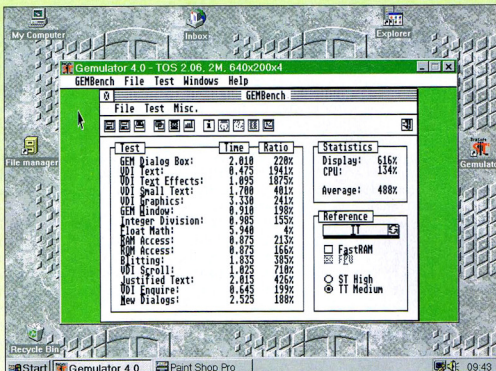 My Computer
Inbox
Explorer
Gemulator 4.0 - TOS 2.06, 2M, 640x200x4
GEMBench File Test Windows Help
GEMBench
File Test Misc.
Test Time Ratio
GEM Dialog Box: 2.010 220%
VDI Text: 0.475 1941%
VDI Text Effects: 1.095 1875%
VDI Small Text: 1.700 401%
VDI Graphics: 3.330 241%
GEM Window: 0.910 198%
Integer Division: 0.985 155%
Float Math: 5.940 4%
RAM Access: 0.875 213%
ROM Access: 0.875 166%
Blitting: 1.835 305%
VDI Scroll: 1.025 710%
Justified Text: 2.015 426%
VDI Enquire: 0.645 199%
New Dialogs: 2.525 188%
Statistics
Display: 616%
CPU: 134%
Average: 488%
Reference
TT
FastRAM
FPU
ST High
TT Medium
File manager
Gemulator
Recycle Bin
Start
Gemulator 4.0
Paint Shop Pro
09:43